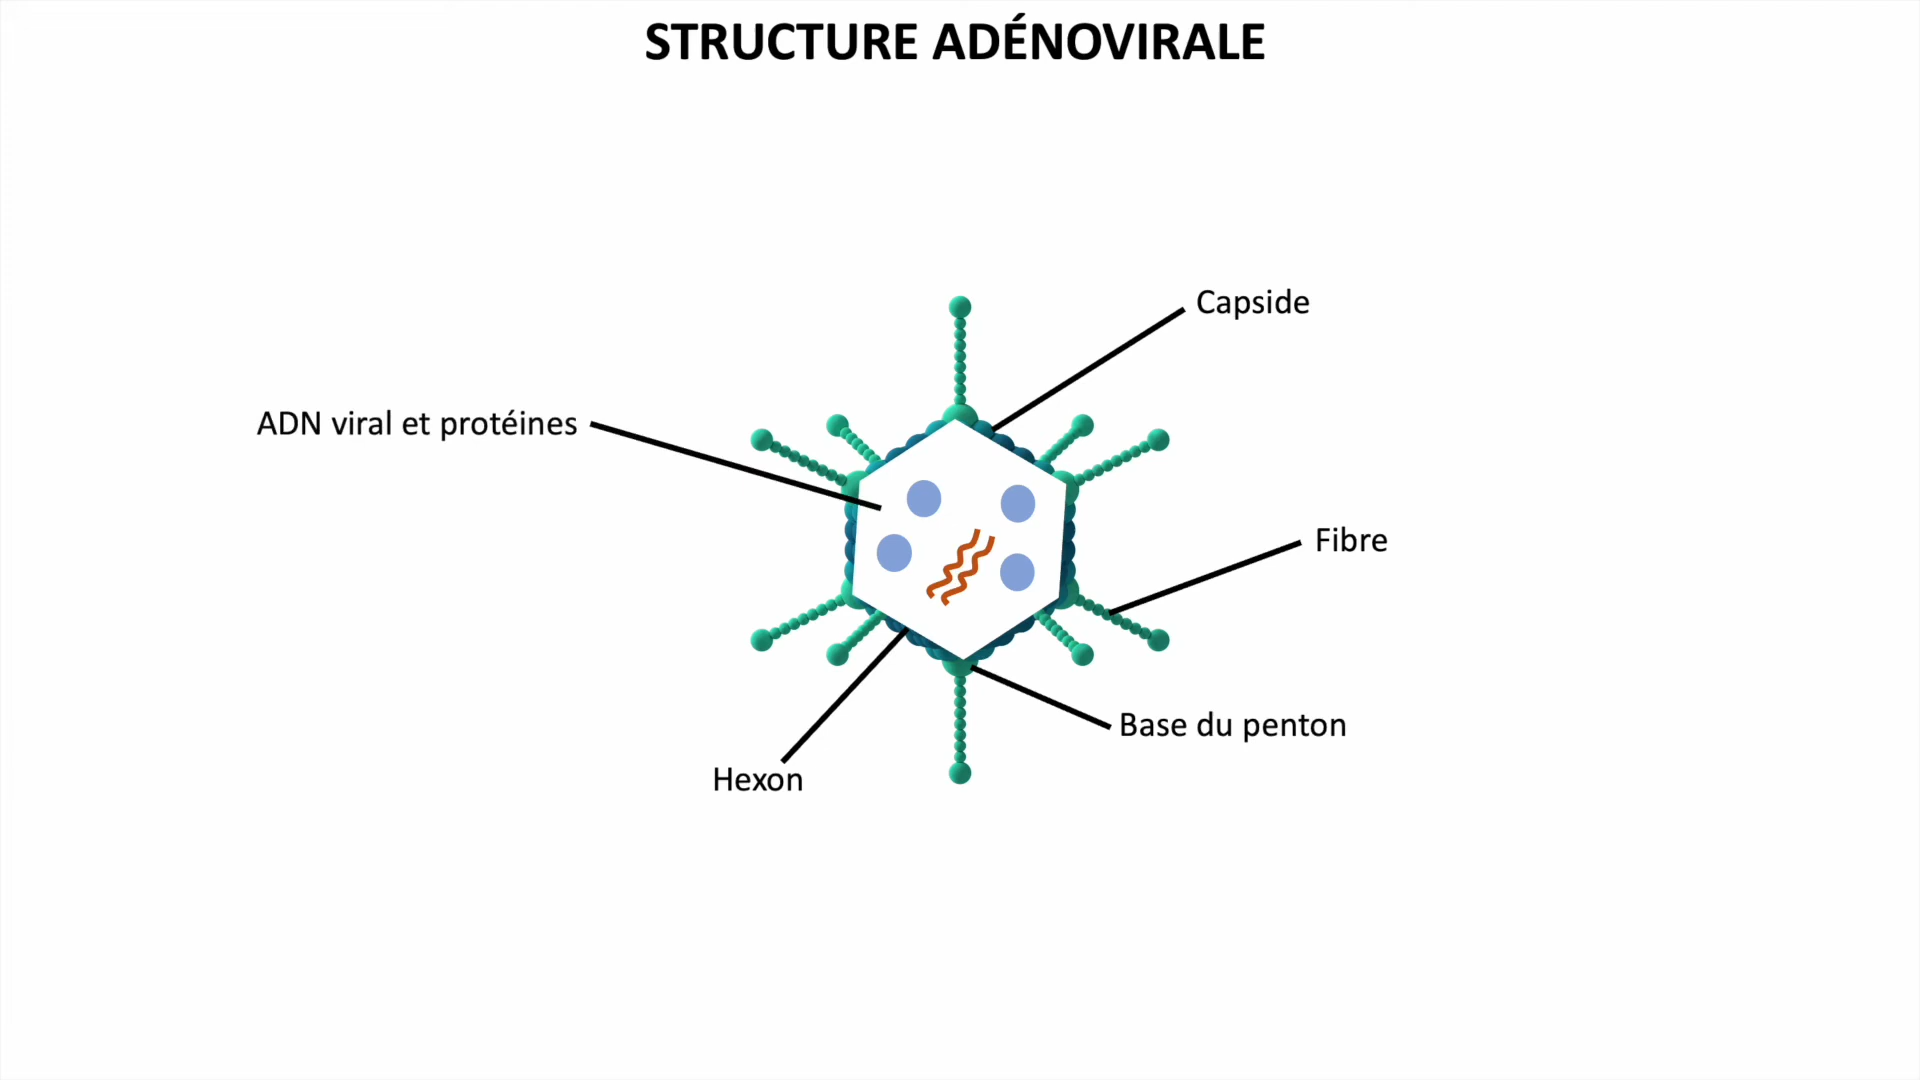 STRUCTURE ADÉNOVIRALE
Capside
ADN viral et protéines
Fibre
Base du penton
Hexon